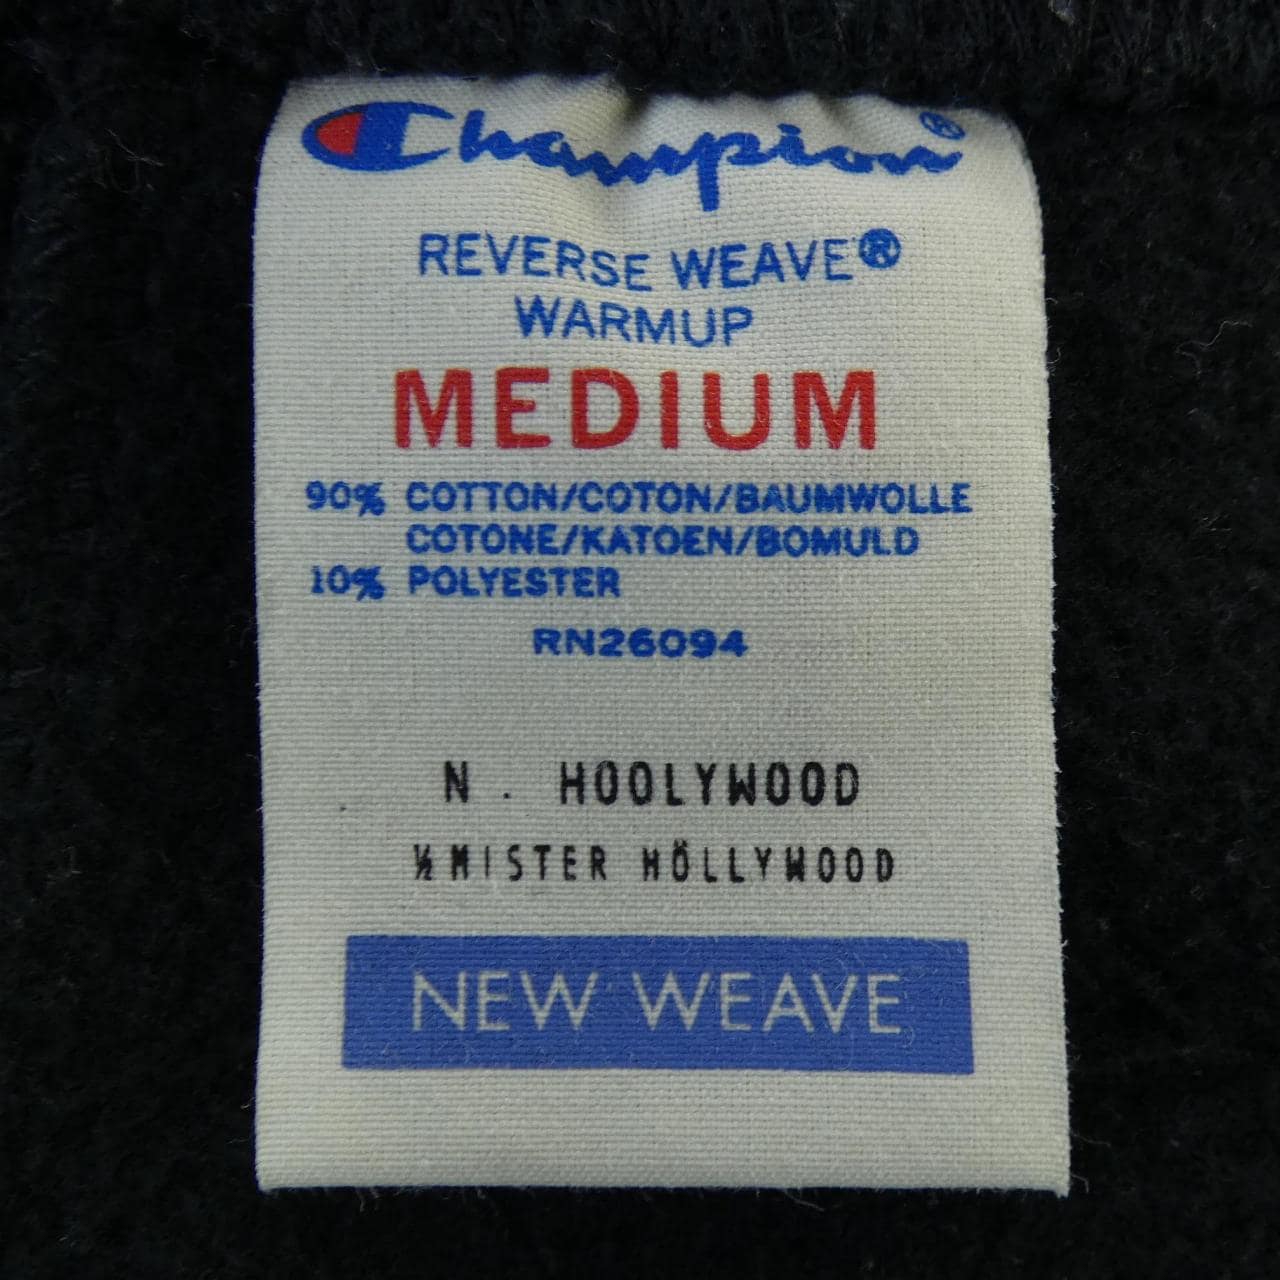 Champion®
REVERSE WEAVE®
WARMUP
MEDIUM
90% COTTON/COTON/BAUMWOLLE
COTONE/KATOEN/BOMULD
10% POLYESTER
RN26094
N . HOOLYWOOD
½MISTER HÖLLYWOOD
NEW WEAVE